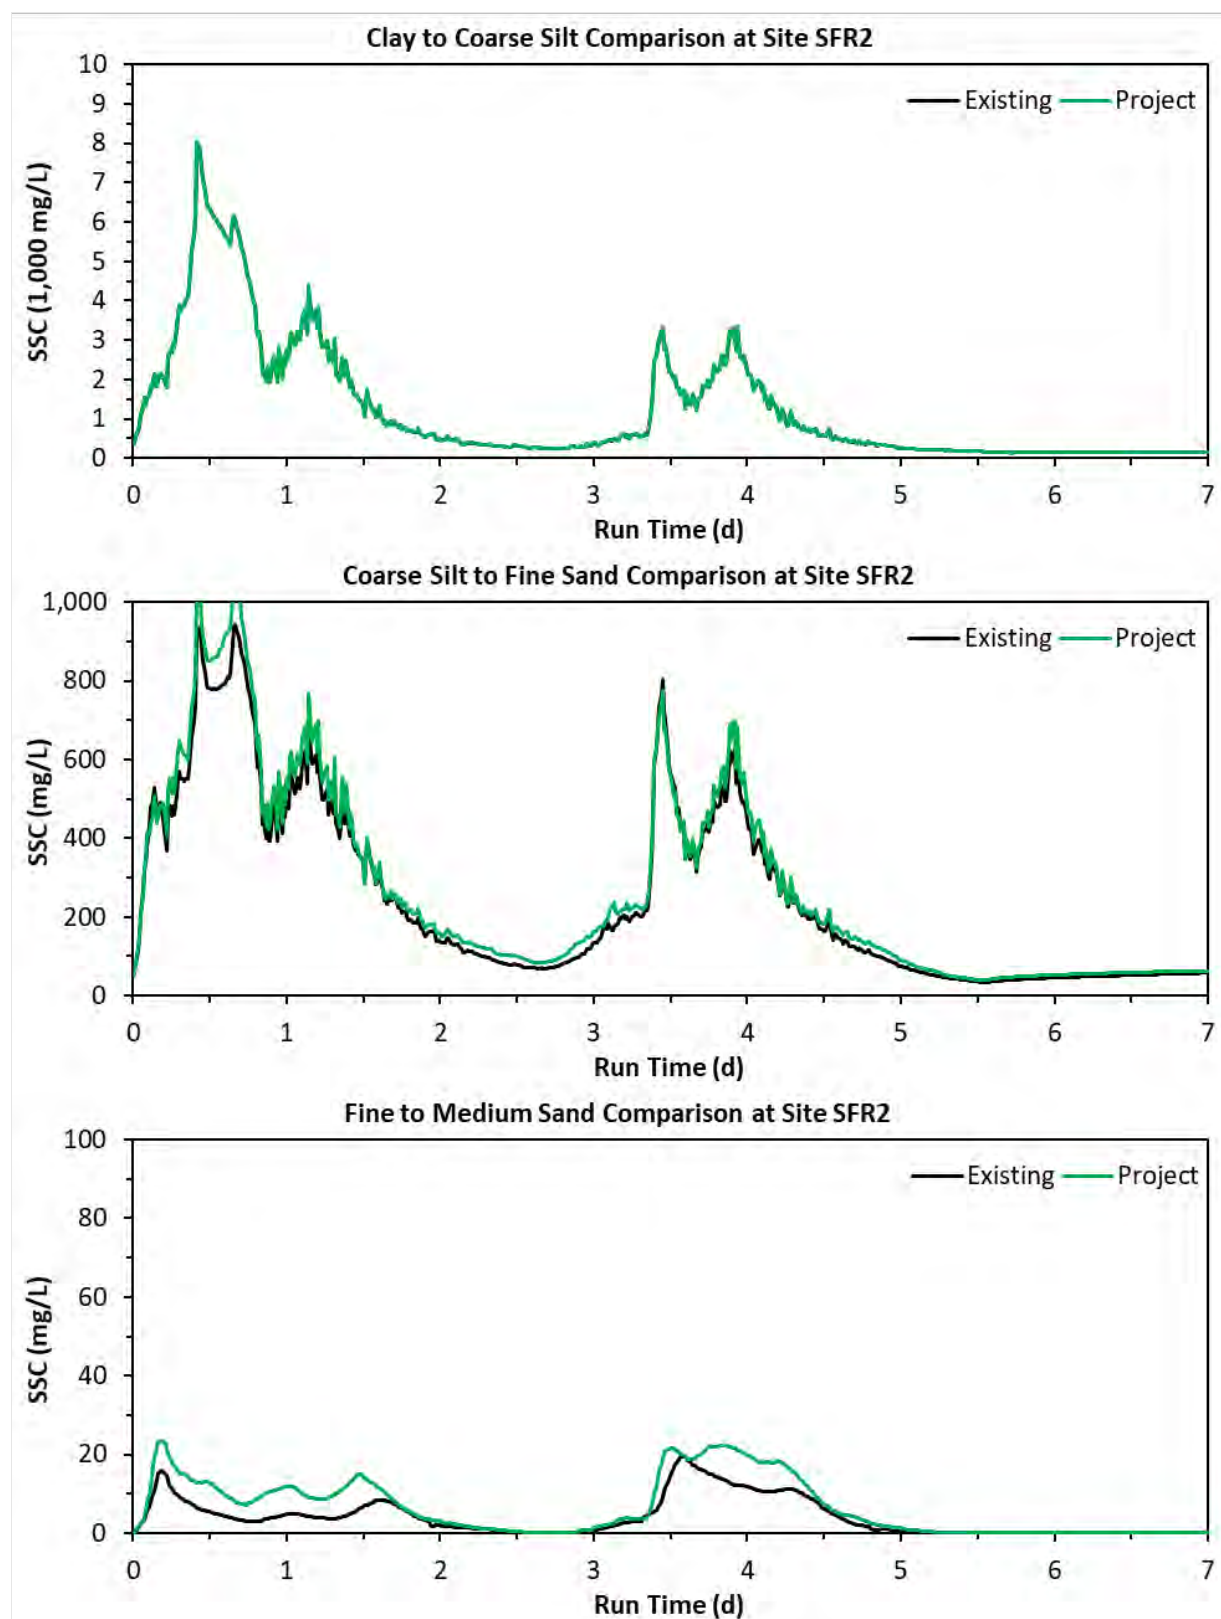 Clay to Coarse Silt Comparison at Site SFR2
10
9
8
7
6
5
4
3
2
1
0
SSC (1,000 mg/L)
Existing Project
0 1 2 3 4 5 6 7
Run Time (d)
Coarse Silt to Fine Sand Comparison at Site SFR2
1,000
800
600
400
200
0
SSC (mg/L)
Existing Project
0 1 2 3 4 5 6 7
Run Time (d)
Fine to Medium Sand Comparison at Site SFR2
100
80
60
40
20
0
SSC (mg/L)
Existing Project
0 1 2 3 4 5 6 7
Run Time (d)